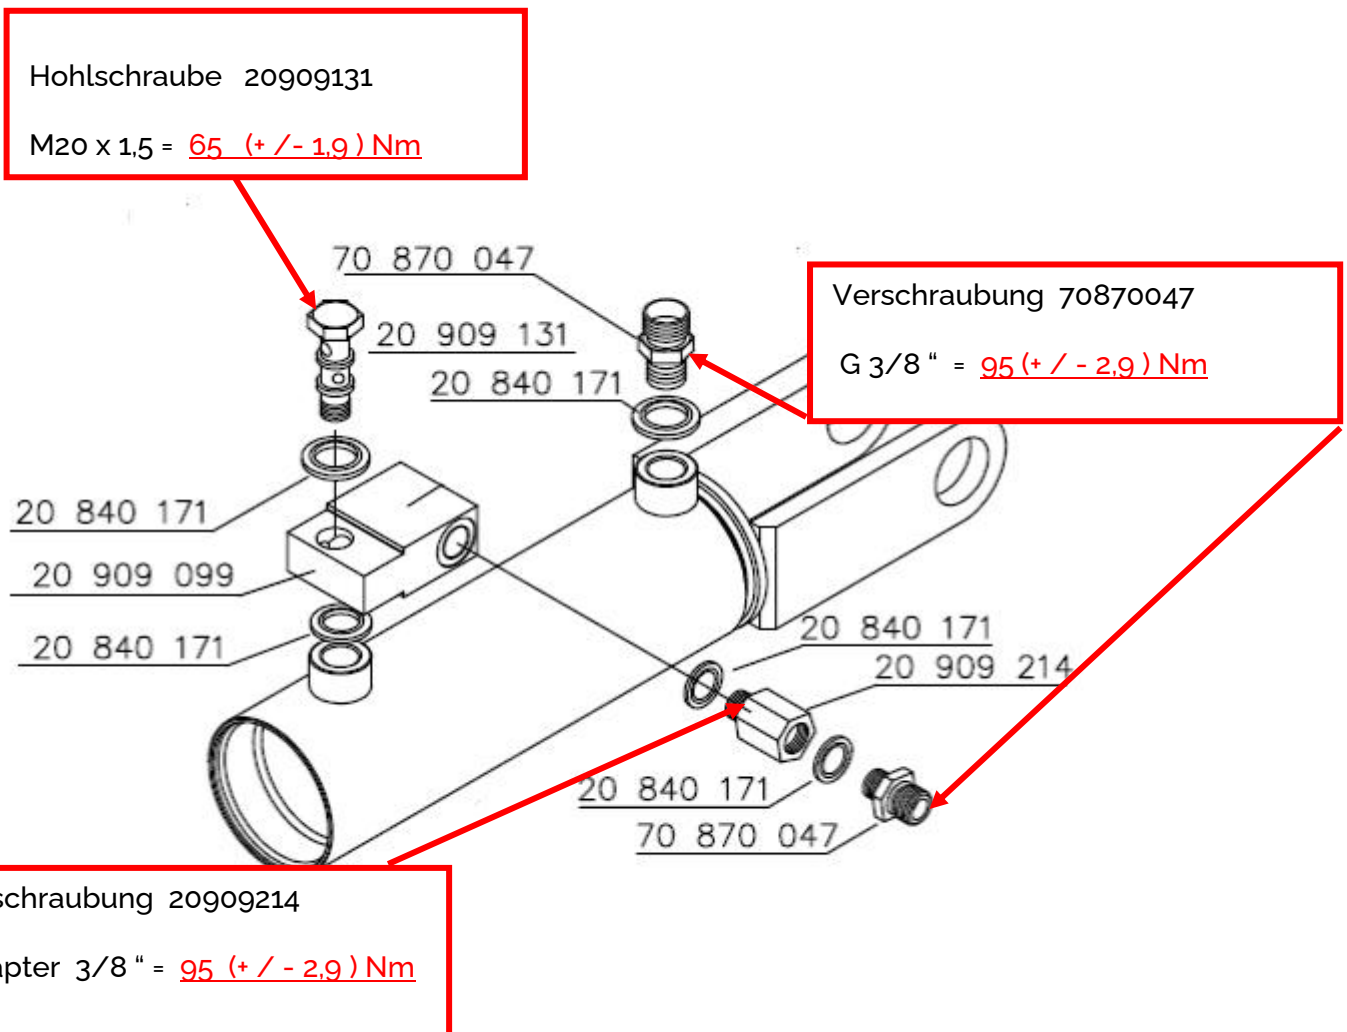 Hohlschraube 20909131
M20 x 1,5 = 65 (+ /- 1,9 ) Nm
70 870 047
20 909 131
20 840 171
Verschraubung 70870047
G 3/8 “ = 95 (+ / - 2,9 ) Nm
20 840 171
20 909 099
20 840 171
20 840 171
20 909 214
20 840 171
70 870 047
schraubung 20909214
apter 3/8 “ = 95 (+ / - 2,9 ) Nm